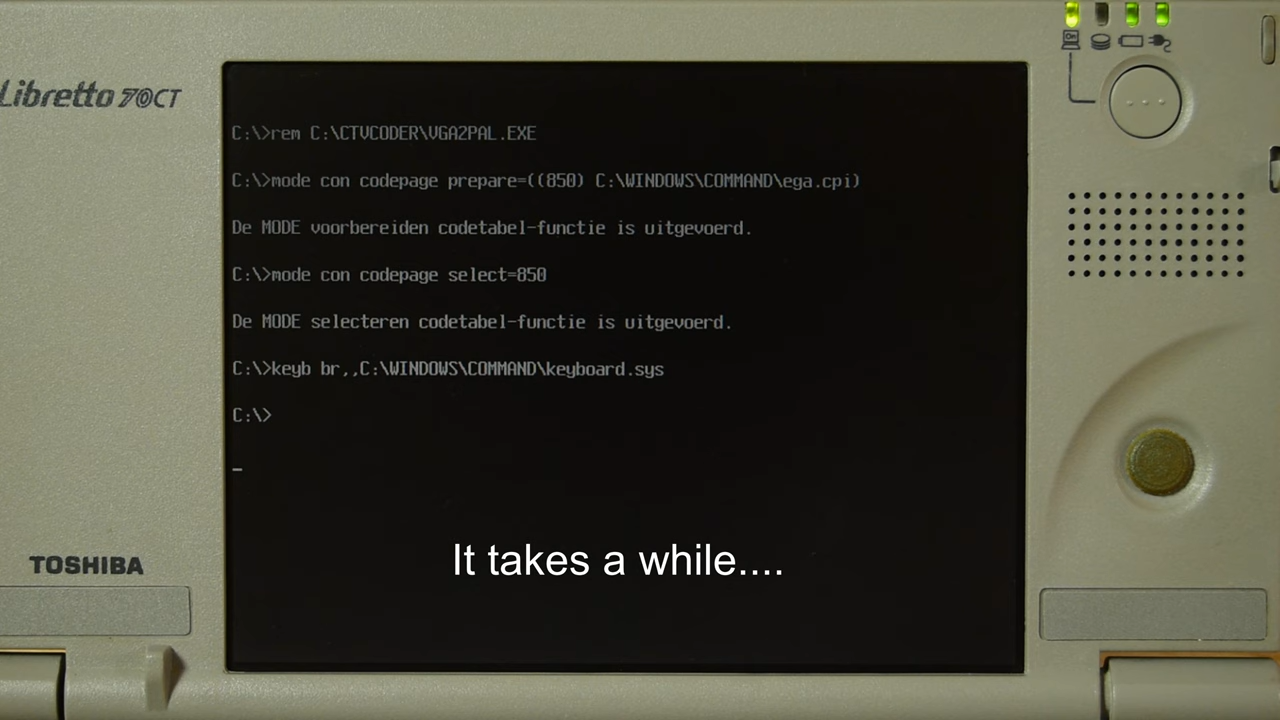 Libretto 70CT
C:\>rem C:\CTVCODER\VGA2PAL.EXE
C:\>mode con codepage prepare=((850) C:\WINDOWS\COMMAND\ega.cpi)
De MODE voorbereiden codetabel-functie is uitgevoerd.
C:\>mode con codepage select=850
De MODE selecteren codetabel-functie is uitgevoerd.
C:\>keyb br,,C:\WINDOWS\COMMAND\keyboard.sys
C:\>
_
It takes a while....
TOSHIBA